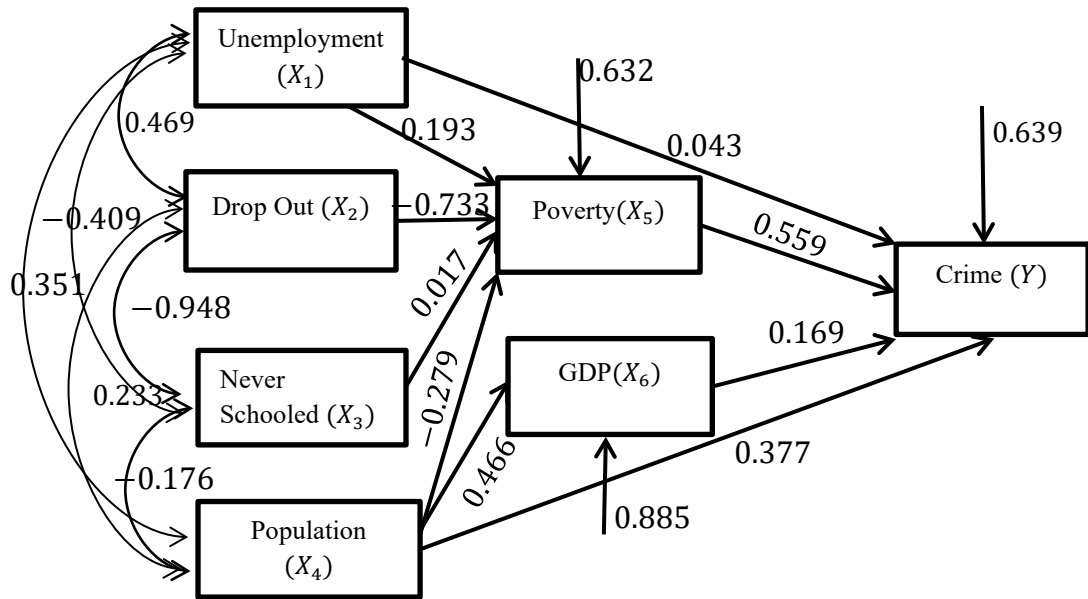 Unemployment
(X₁)
0.632
0.469
0.193
0.043
0.639
Drop Out (X₂)
−0.733
Poverty(X₅)
−0.409
0.559
Crime (Y)
0.351
0.017
−0.948
0.169
GDP(X₆)
Never
Schooled (X₃)
0.233
−0.279
0.377
−0.176
0.466
0.885
Population
(X₄)